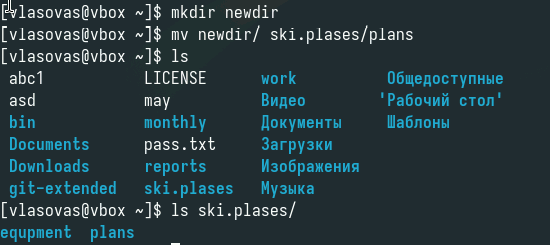 [vlasovas@vbox ~]$ mkdir newdir
[vlasovas@vbox ~]$ mv newdir/ ski.plases/plans
[vlasovas@vbox ~]$ ls
abc1 LICENSE work Общедоступные
asd may Видео 'Рабочий стол'
bin monthly Документы Шаблоны
Documents pass.txt Загрузки
Downloads reports Изображения
git-extended ski.plases Музыка
[vlasovas@vbox ~]$ ls ski.plases/
equpment plans